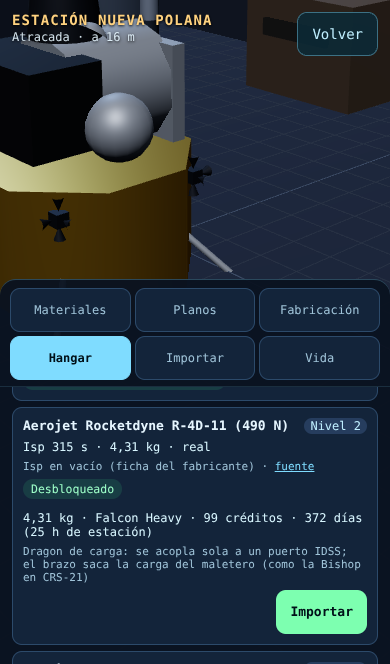 ESTACIÓN NUEVA POLANA
Atracada · a 16 m
Volver
Materiales
Planos
Fabricación
Hangar
Importar
Vida
Aerojet Rocketdyne R-4D-11 (490 N)
Nivel 2
Isp 315 s · 4,31 kg · real
Isp en vacío (ficha del fabricante) · fuente
Desbloqueado
4,31 kg · Falcon Heavy · 99 créditos · 372 días
(25 h de estación)
Dragon de carga: se acopla sola a un puerto IDSS;
el brazo saca la carga del maletero (como la Bishop
en CRS-21)
Importar